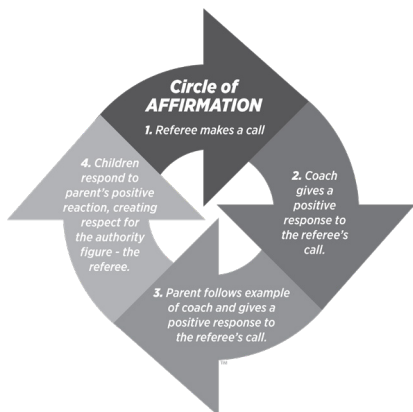 Circle of
AFFIRMATION
1. Referee makes a call
2. Coach
gives a
positive
response to
the referee's
call.
3. Parent follows example
of coach and gives a
positive response to
the referee's call.
4. Children
respond to
parent's positive
reaction, creating
respect for
the authority
figure - the
referee.
TM